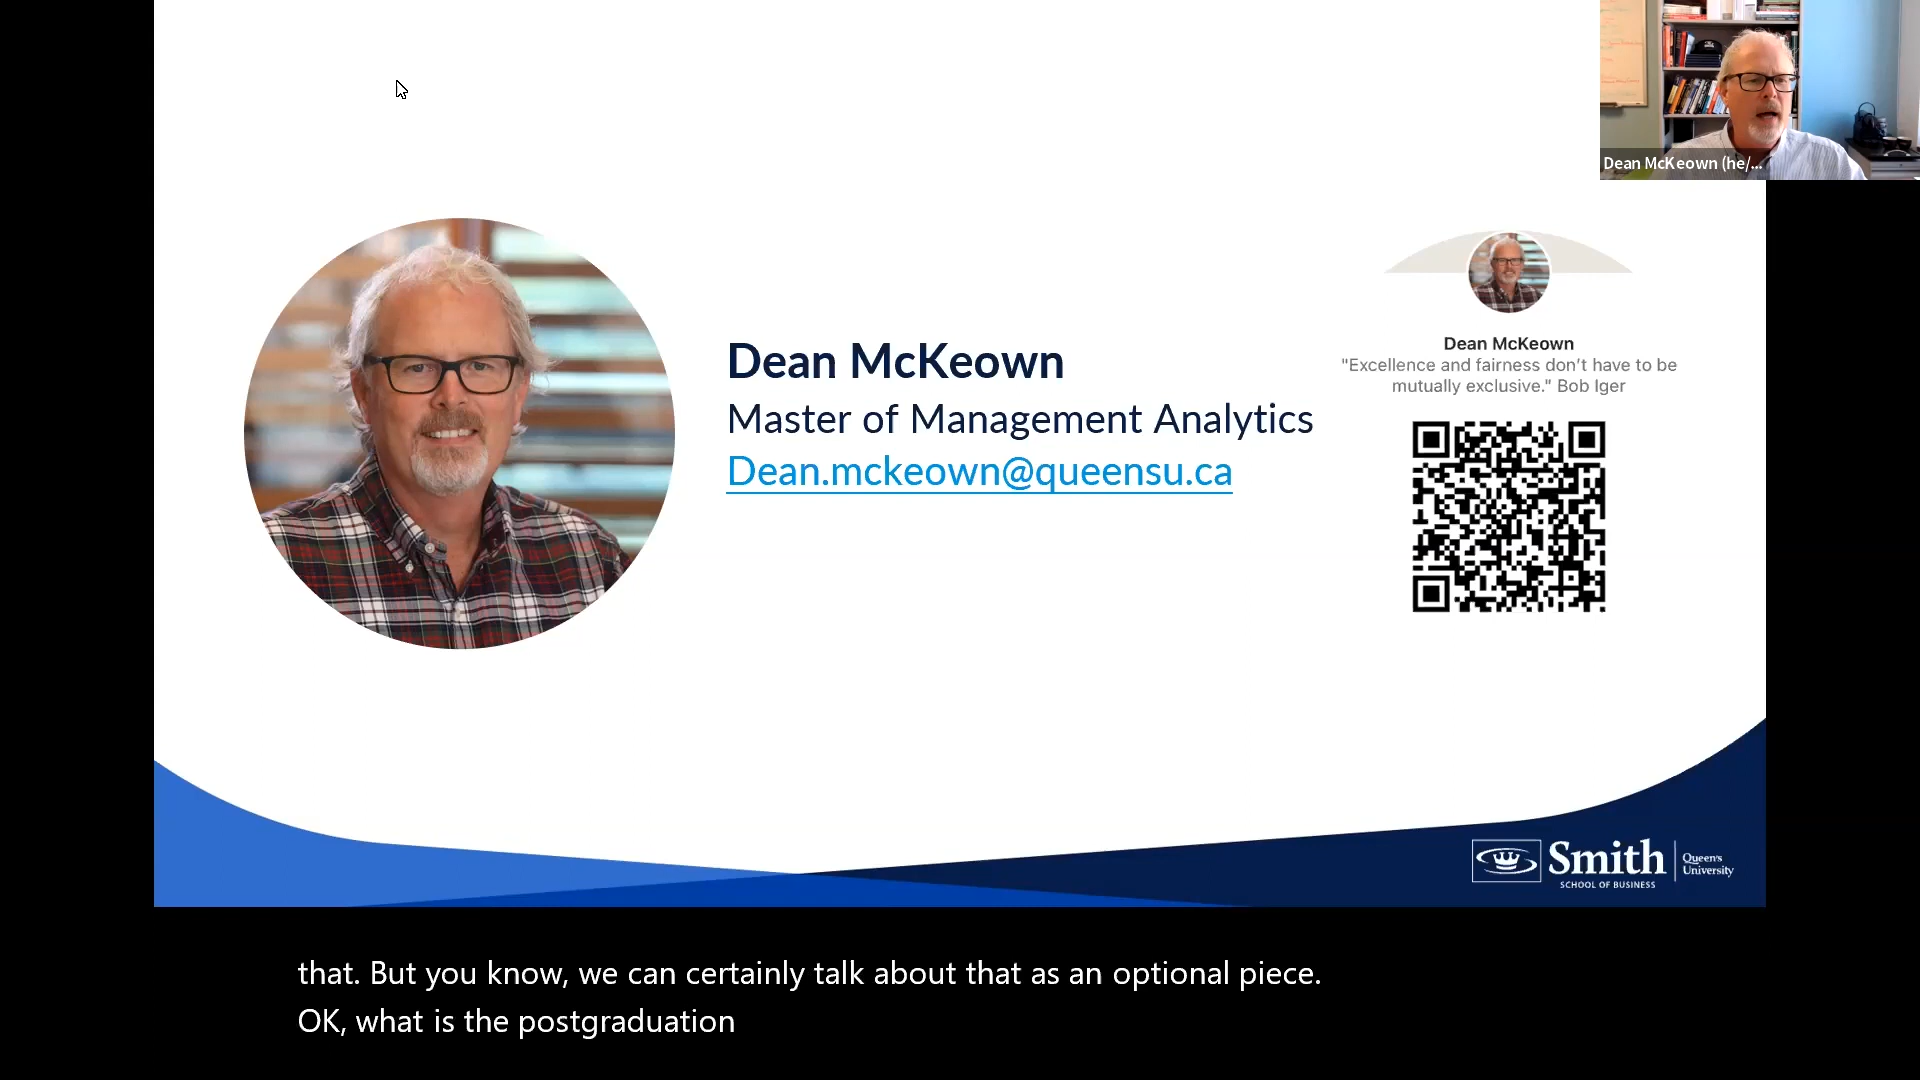 Dean McKeown (he/...
Dean McKeown
Master of Management Analytics
Dean.mckeown@queensu.ca
Dean McKeown
"Excellence and fairness don't have to be
mutually exclusive." Bob Iger
Smith
SCHOOL OF BUSINESS
Queen's
University
that. But you know, we can certainly talk about that as an optional piece.
OK, what is the postgraduation